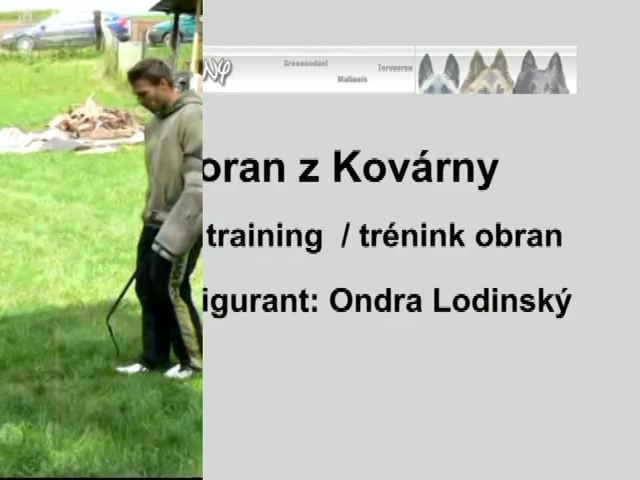 Groenendael
Tervueren
Malinois
oran z Kovárny
training / trénink obran
igurant: Ondra Lodinský